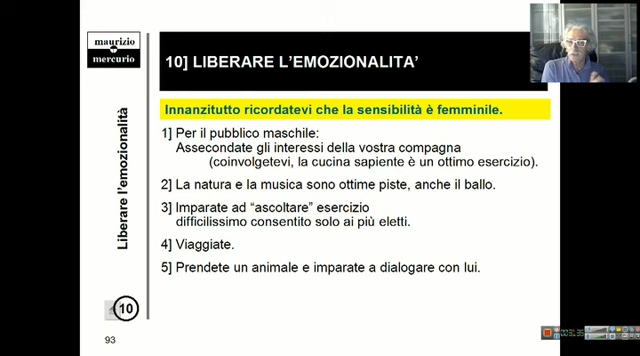 maurizio
mercurio
10] LIBERARE L'EMOZIONALITA'
Innanzitutto ricordatevi che la sensibilità è femminile.
1] Per il pubblico maschile:
Assecondate gli interessi della vostra compagna
(coinvolgetevi, la cucina sapiente è un ottimo esercizio).
2] La natura e la musica sono ottime piste, anche il ballo.
3] Imparate ad “ascoltare” esercizio
difficilissimo consentito solo ai più eletti.
4] Viaggiate.
5] Prendete un animale e imparate a dialogare con lui.
Liberare l'emozionalità
10
93